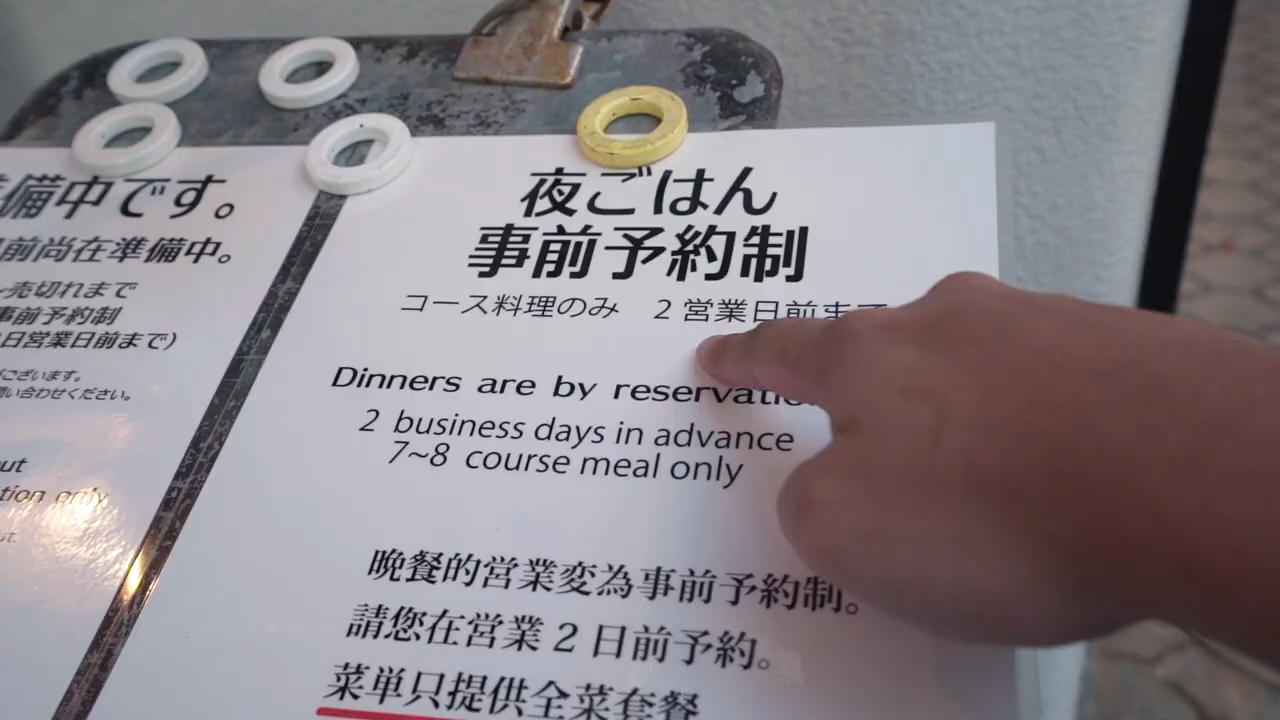 準備中です。
前尚在準備中。
売切れまで
事前予約制
日営業日前まで）
ございます。
い合わせください。
only
夜ごはん
事前予約制
コース料理のみ　2営業日前まで
Dinners are by
2 business days in advance
7~8 course meal only
晩餐的営業変為事前予約制。
請您在営業2日前予約。
菜単只提供全菜套餐